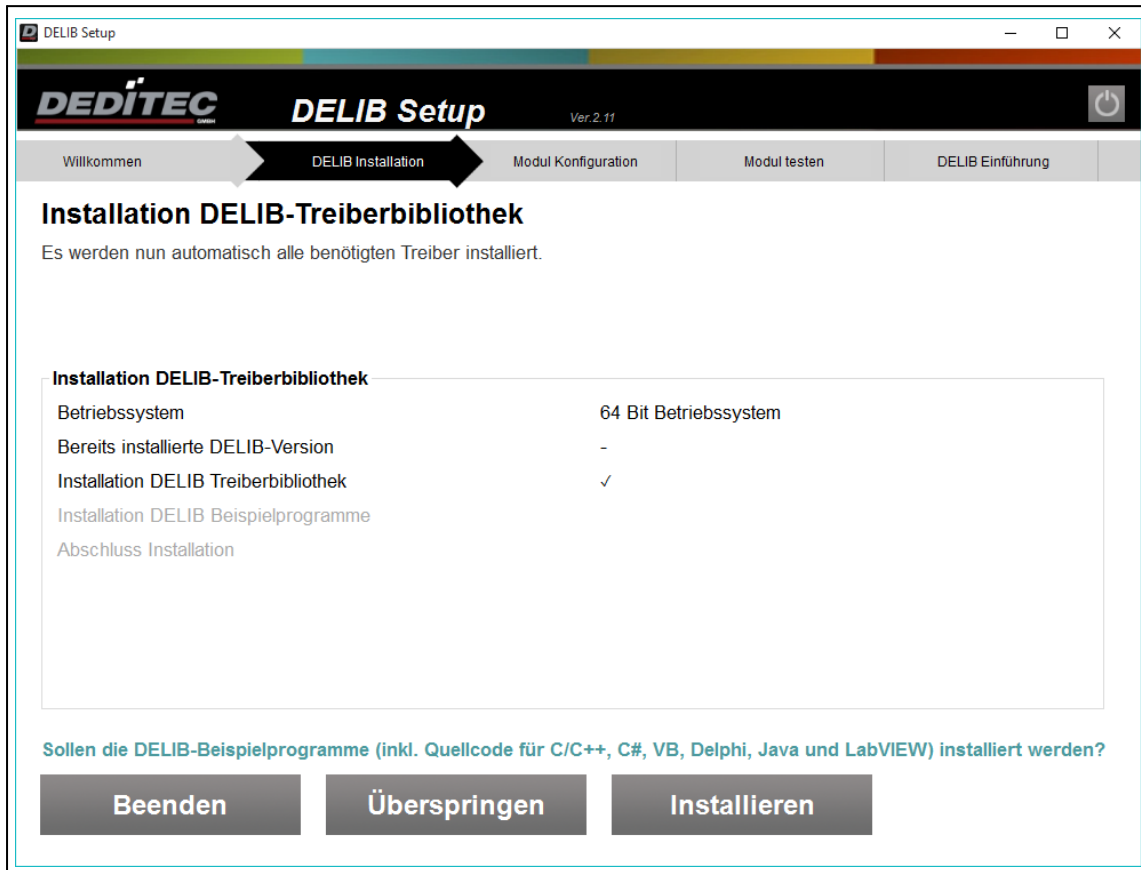 DELIB Setup
DEDITEC
GMBH
DELIB Setup
Ver.2.11
Willkommen
DELIB Installation
Modul Konfiguration
Modul testen
DELIB Einführung
Installation DELIB-Treiberbibliothek
Es werden nun automatisch alle benötigten Treiber installiert.
Installation DELIB-Treiberbibliothek
Betriebssystem 64 Bit Betriebssystem
Bereits installierte DELIB-Version -
Installation DELIB Treiberbibliothek ✓
Installation DELIB Beispielprogramme
Abschluss Installation
Sollen die DELIB-Beispielprogramme (inkl. Quellcode für C/C++, C#, VB, Delphi, Java und LabVIEW) installiert werden?
Beenden
Überspringen
Installieren